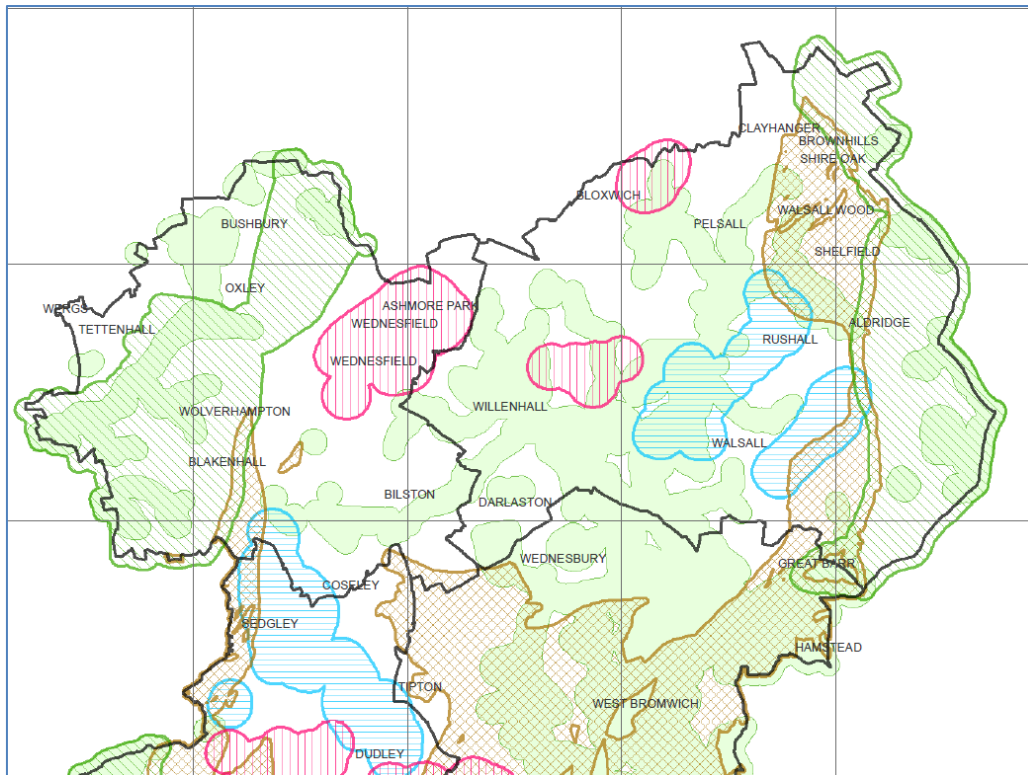 CLAYHANGER
BROWNHILLS
SHIRE OAK
BLOXWICH
WALSALL WOOD
BUSHBURY
PELSALL
SHELFIELD
OXLEY
WERGS
ASHMORE PARK
TETTENHALL
WEDNESFIELD
ALDRIDGE
RUSHALL
WEDNESFIELD
WOLVERHAMPTON
WILLENHALL
WALSALL
BLAKENHALL
BILSTON
DARLASTON
WEDNESBURY
GREAT BARR
COSELEY
SEDGLEY
HAMSTEAD
TIPTON
WEST BROMWICH
DUDLEY